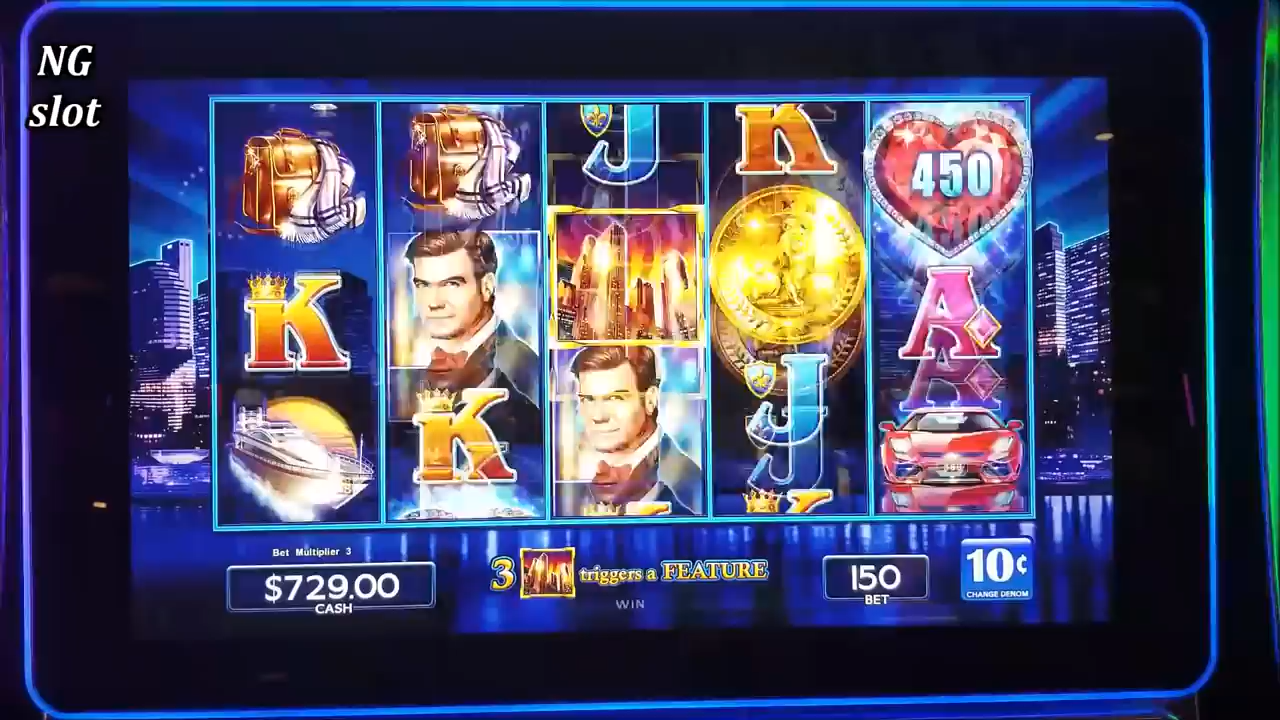 NG
slot
J
K
450
K
A
J
A
K
K
Bet Multiplier 3
$729.00
CASH
3 triggers a FEATURE
WIN
150
BET
10¢
CHANGE DENOM